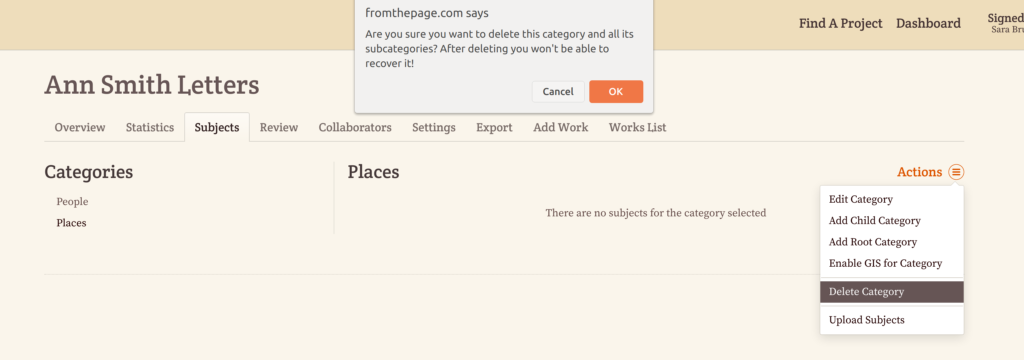 fromthepage.com says
Are you sure you want to delete this category and all its
subcategories? After deleting you won't be able to
recover it!
Cancel
OK
Find A Project
Dashboard
Signed
Sara Bru
Ann Smith Letters
Overview
Statistics
Subjects
Review
Collaborators
Settings
Export
Add Work
Works List
Categories
People
Places
Places
There are no subjects for the category selected
Actions
Edit Category
Add Child Category
Add Root Category
Enable GIS for Category
Delete Category
Upload Subjects